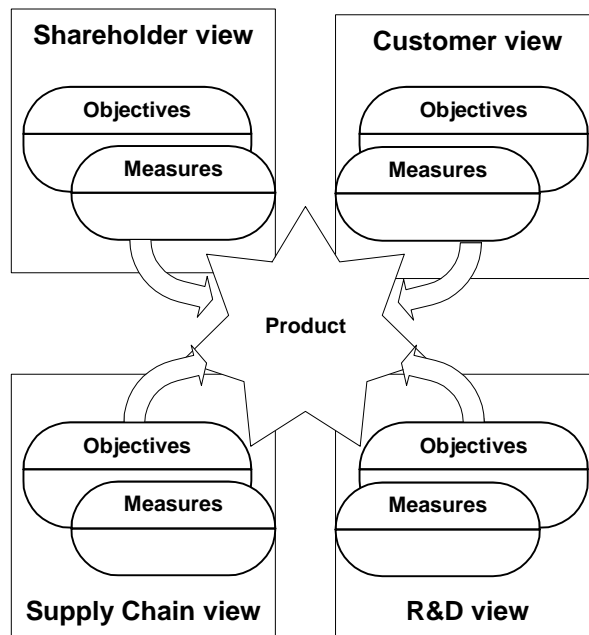 Shareholder view
Customer view
Objectives
Objectives
Measures
Measures
Product
Objectives
Objectives
Measures
Measures
Supply Chain view
R&D view